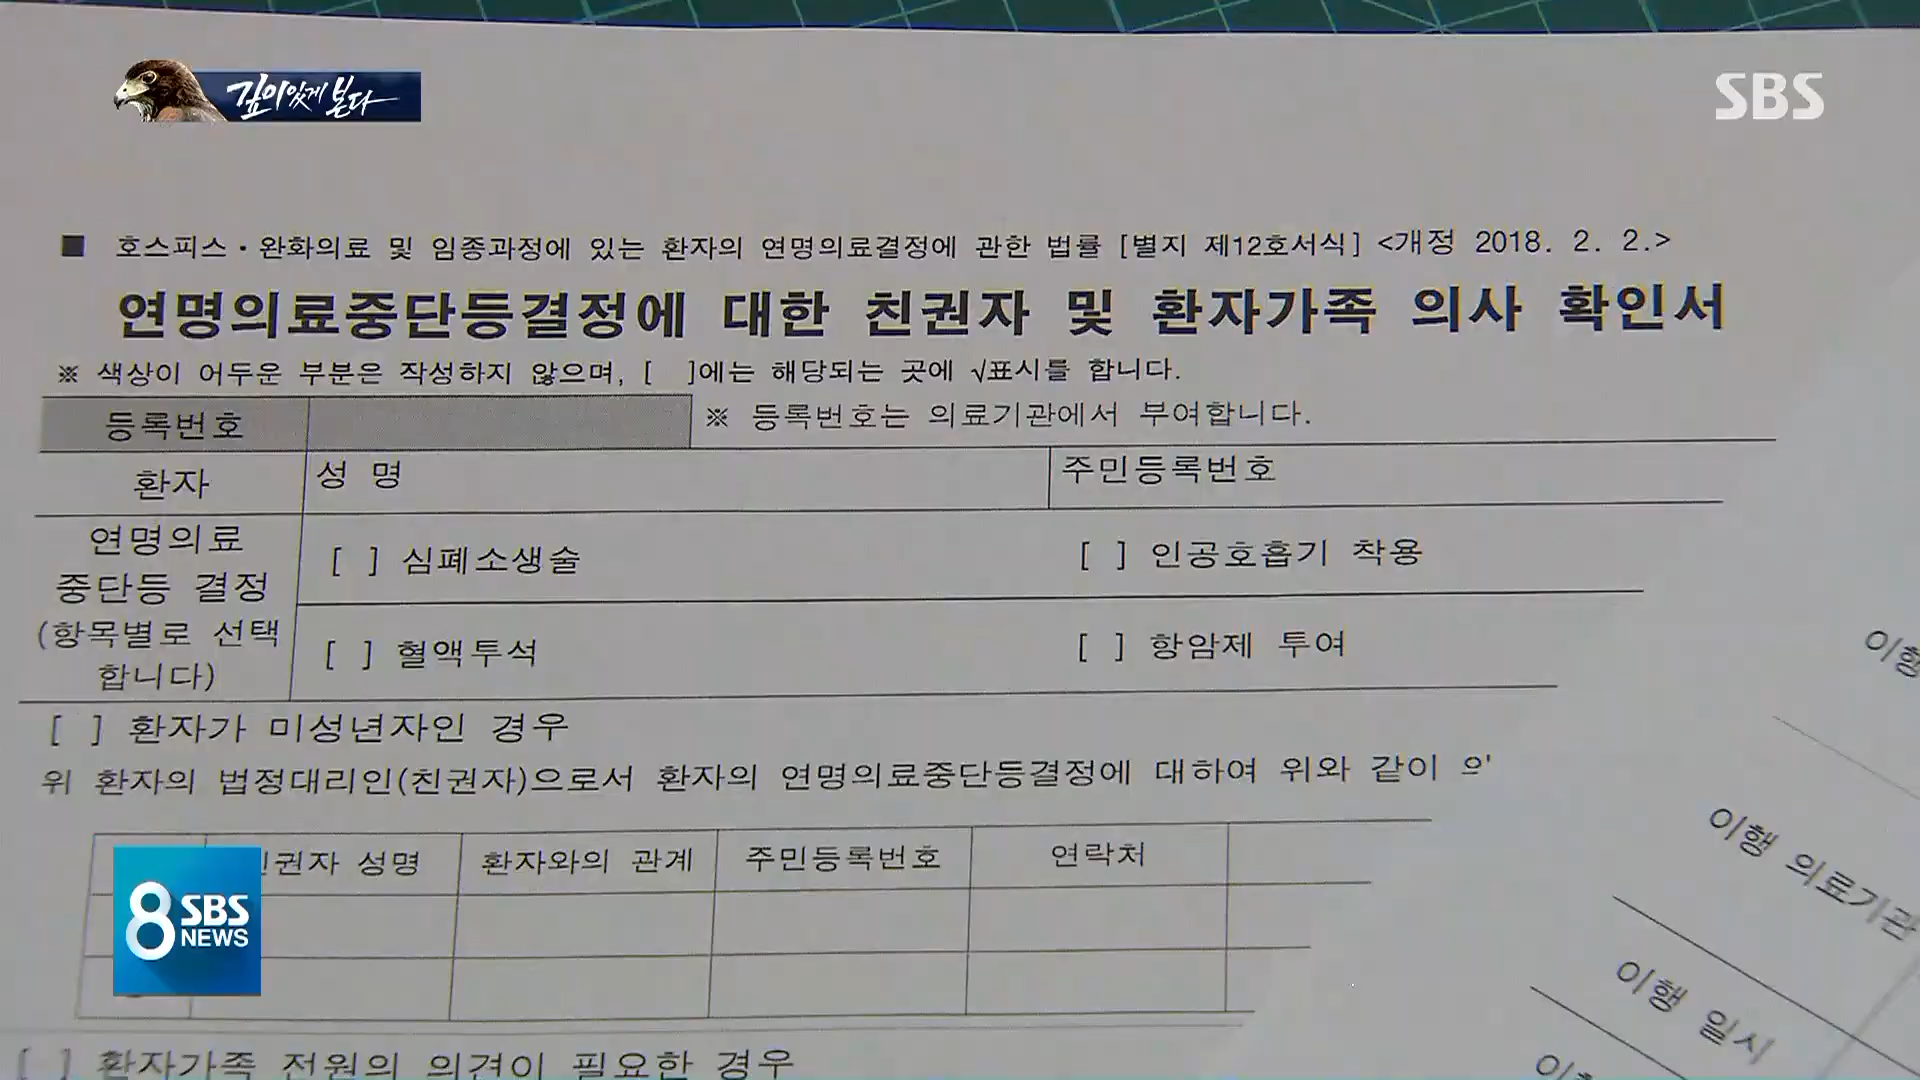 깊이있게 본다
SBS
■ 호스피스·완화의료 및 임종과정에 있는 환자의 연명의료결정에 관한 법률 [별지 제12호서식] <개정 2018. 2. 2.>
연명의료중단등결정에 대한 친권자 및 환자가족 의사 확인서
※ 색상이 어두운 부분은 작성하지 않으며, [ ]에는 해당되는 곳에 √표시를 합니다.
등록번호
※ 등록번호는 의료기관에서 부여합니다.
환자
성 명
주민등록번호
연명의료
중단등 결정
(항목별로 선택
합니다)
[ ] 심폐소생술
[ ] 인공호흡기 착용
[ ] 혈액투석
[ ] 항암제 투여
[ ] 환자가 미성년자인 경우
위 환자의 법정대리인(친권자)으로서 환자의 연명의료중단등결정에 대하여 위와 같이
권자 성명
환자와의 관계
주민등록번호
연락처
[ ] 환자가족 전원의 의견이 필요한 경우
이행
이행 의료기관
이행 일시
8 SBS
NEWS